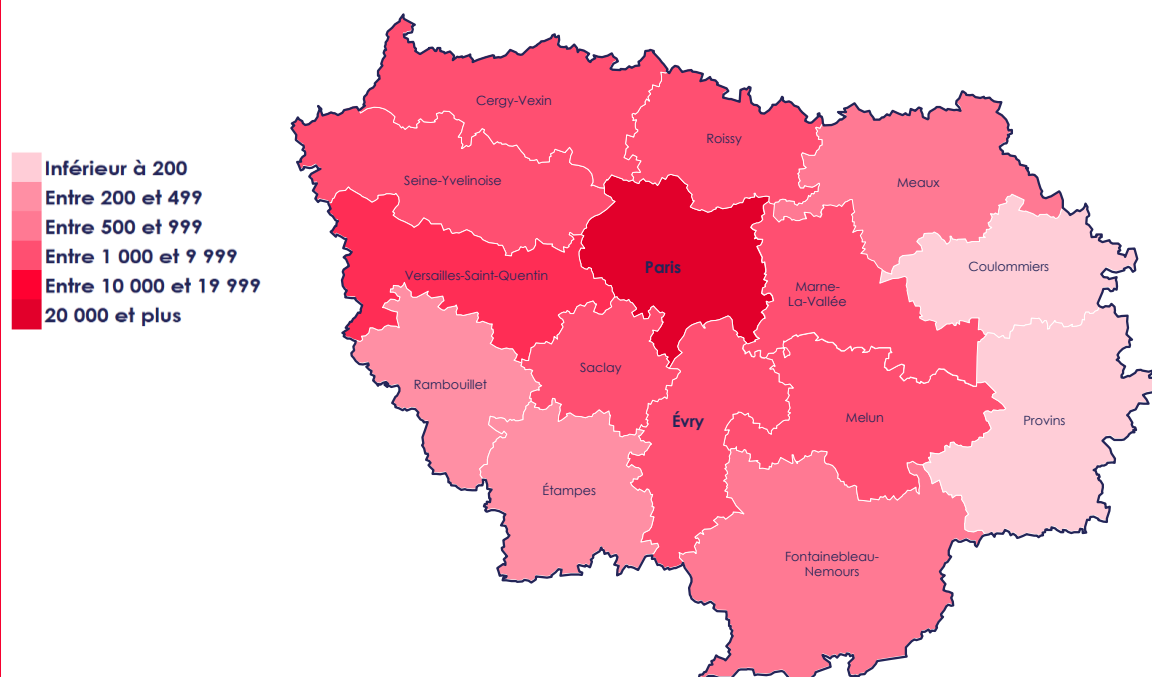 Inférieur à 200
Entre 200 et 499
Entre 500 et 999
Entre 1 000 et 9 999
Entre 10 000 et 19 999
20 000 et plus
Cergy-Vexin
Roissy
Seine-Yvelinoise
Meaux
Versailles-Saint-Quentin
Paris
Coulommiers
Marne-
La-Vallée
Rambouillet
Saclay
Évry
Melun
Provins
Étampes
Fontainebleau-
Nemours